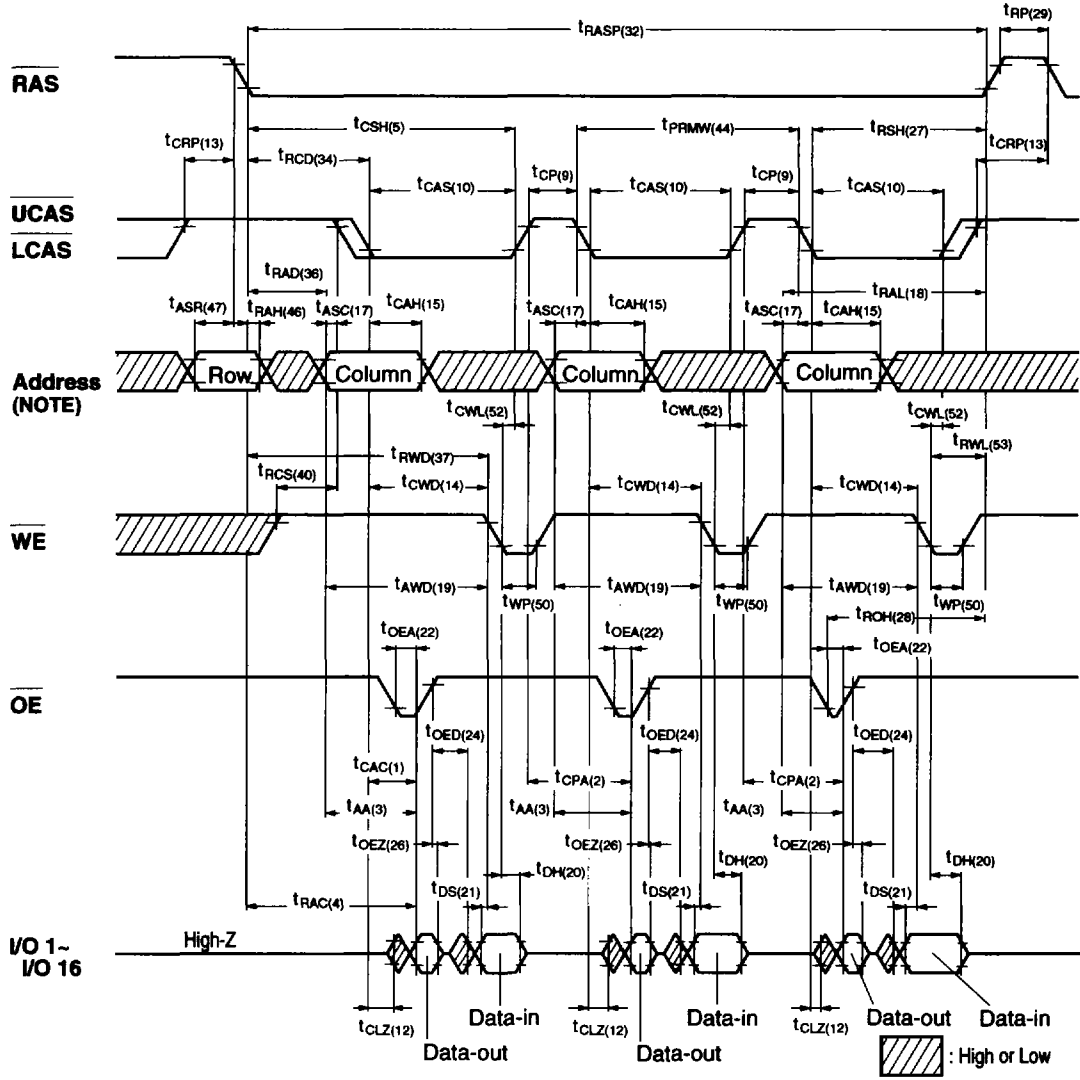 tRASP(32) tRP(29)
RAS
tCSH(5) tPRMW(44) tRSH(27)
tCRP(13) tRCD(34) tCP(9) tCP(9) tCRP(13)
tCAS(10) tCAS(10) tCAS(10)
UCAS
LCAS
tRAD(36) tRAL(18)
tASR(47) tRAH(46) tASC(17) tCAH(15) tASC(17) tCAH(15) tASC(17) tCAH(15)
Address Row Column Column Column
(NOTE)
tCWL(52) tCWL(52) tCWL(52)
tRWD(37) tRWL(53)
tRCS(40) tCWD(14) tCWD(14) tCWD(14)
WE
tAWD(19) tAWD(19) tAWD(19)
tWP(50) tWP(50) tWP(50)
tROH(28)
tOEA(22) tOEA(22) tOEA(22)
OE
tOED(24) tOED(24) tOED(24)
tCAC(1) tCPA(2) tCPA(2)
tAA(3) tAA(3) tAA(3)
tOEZ(26) tOEZ(26) tOEZ(26)
tDH(20) tDH(20) tDH(20)
tDS(21) tDS(21) tDS(21)
tRAC(4)
I/O 1~ High-Z
I/O 16
tCLZ(12) Data-in tCLZ(12) Data-in tCLZ(12) Data-out Data-in
Data-out Data-out
: High or Low